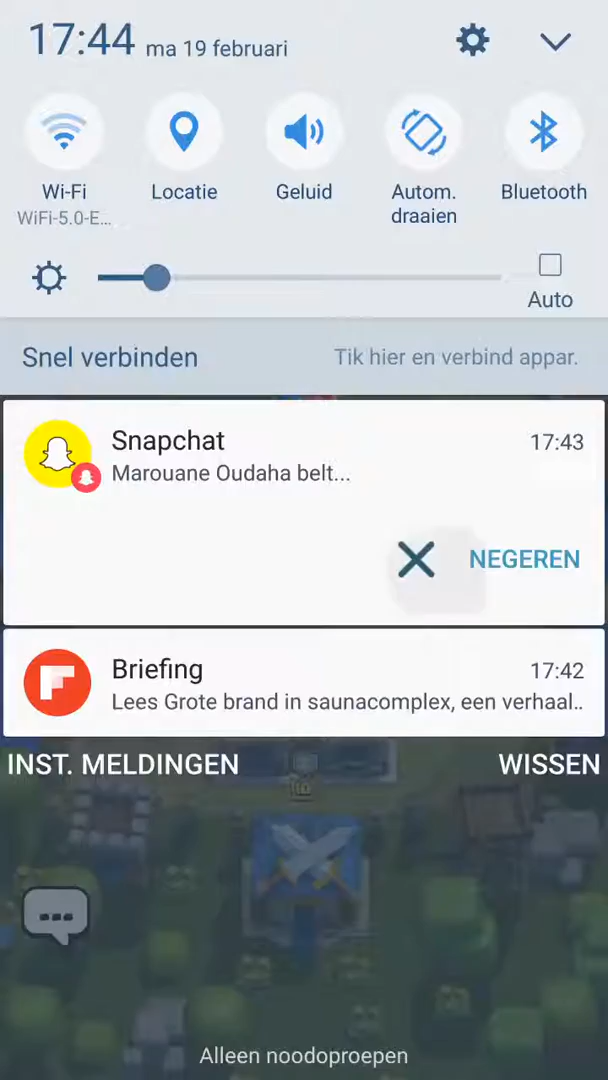 17:44 ma 19 februari
Wi-Fi
WiFi-5.0-E...
Locatie
Geluid
Autom.
draaien
Bluetooth
Auto
Snel verbinden
Tik hier en verbind appar.
Snapchat
17:43
Marouane Oudaha belt...
NEGEREN
Briefing
17:42
Lees Grote brand in saunacomplex, een verhaal..
INST. MELDINGEN
WISSEN
Alleen noodoproepen